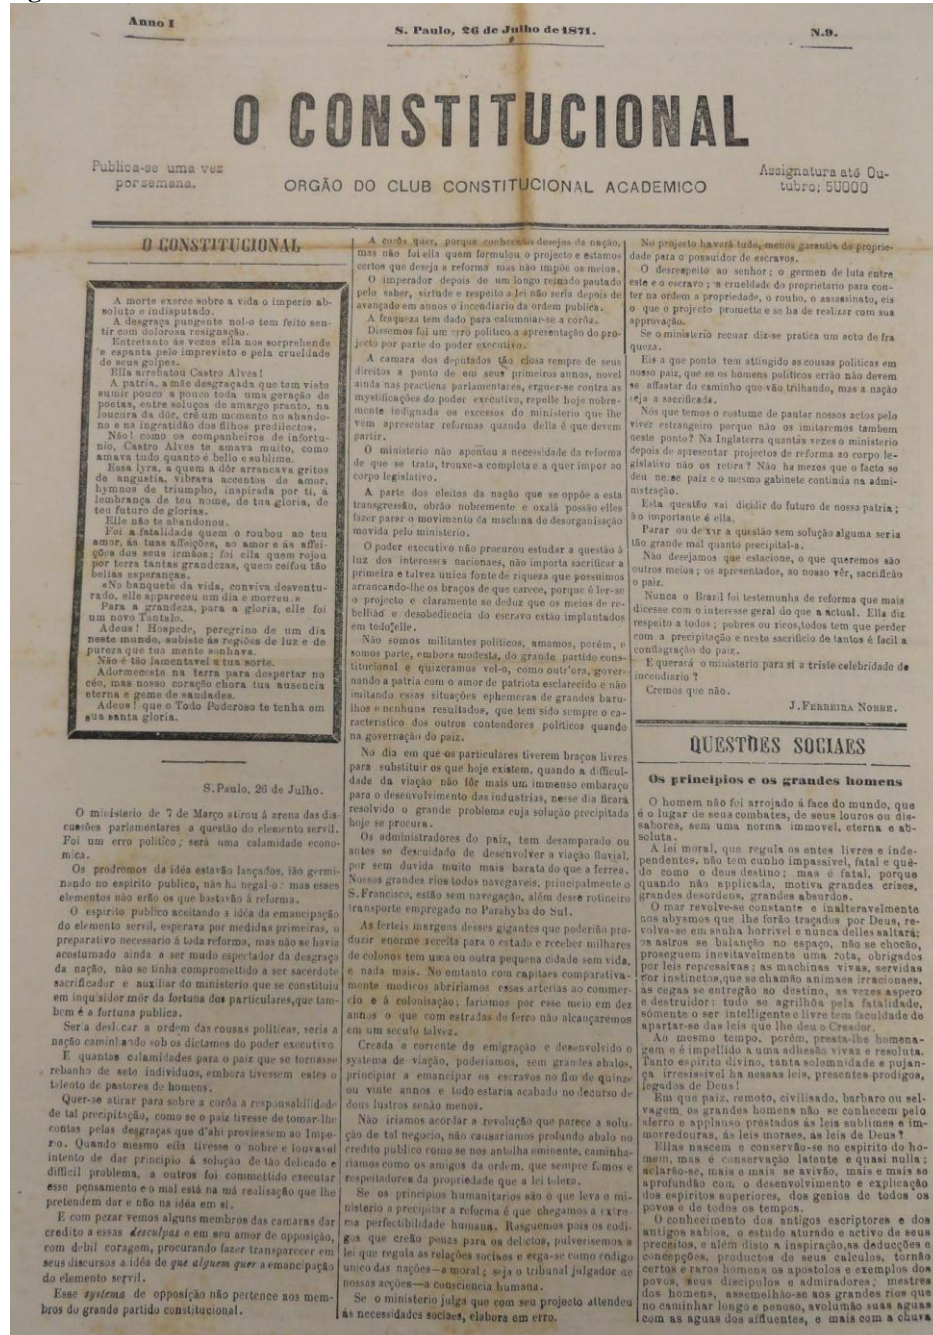 Anno I
S. Paulo, 26 de Julho de 1871.
N.9.
O CONSTITUCIONAL
Publica-se uma vez
por semana.
ORGÃO DO CLUB CONSTITUCIONAL ACADEMICO
Assignatura até Ou-
tubro; 5U000
O CONSTITUCIONAL
A morte exerce sobre a vida o imperio ab-
soluto e indisputado.
A desgraça pungente nol-o tem feito sen-
tir com dolorosa resignação.
Entretanto ás vezes ella nos sorprehende
e espanta pelo imprevisto e pela crueldade
de seus golpes.
Ella arrebatou Castro Alves!
A patria, a mãe desgraçada que tem visto
sumir pouco a pouco toda uma geração de
poetas, entre soluços de amargo pranto, na
loucura da dôr, crê um momento no abando-
no e na ingratidão dos filhos predilectos.
Não! como os companheiros de infortu-
nio, Castro Alves te amava muito, como
amava tudo quanto é bello e sublime.
Essa lyra, a quem a dôr arrancava gritos
de angustia, vibrava accentos de amor,
hymnos de triumpho, inspirada por ti, á
lembrança de teu nome, de tua gloria, de
teu futuro de glorias.
Elle não te abandonou.
Foi a fatalidade quem o roubou ao teu
amor, ás tuas affeições, ao amor e ás affei-
ções dos seus irmãos; foi ella quem rojou
por terra tantas grandezas, quem ceifou tão
bellas esperanças.
«No banquete da vida, conviva desventu-
rado, elle appareceu um dia e morreu.»
Para a grandeza, para a gloria, elle foi
um novo Tantalo.
Adeus! Hospede, peregrino de um dia
neste mundo, subiste ás regiões de luz e de
pureza que tua mente sonhava.
Não é tão lamentavel a tua sorte.
Adormeceste na terra para despertar no
céo, mas nosso coração chora tua ausencia
eterna e geme de saudades.
Adeus! que o Todo Poderoso te tenha em
sua santa gloria.
S. Paulo, 26 de Julho.
O ministerio de 7 de Março atirou á arena das dis-
cussões parlamentares a questão do elemento servil.
Foi um erro politico; será uma calamidade econo-
mica.
Os prodromos da idéa estavão lançados, ião germi-
nando no espirito publico, não ha negal-o: mas esses
elementos não erão os que bastavão á reforma.
O espirito publico aceitando a idéa da emancipação
do elemento servil, esperava por medidas primeiras, o
preparativo necessario á toda reforma, mas não se havia
acostumado ainda a ser mudo espectador da desgraça
da nação, não se tinha compromettido a ser sacerdote
sacrificador e auxiliar do ministerio que se constituiu
em inquisidor mór da fortuna dos particulares, que tam-
bem é a fortuna publica.
Seria deslocar a ordem das cousas politicas, seria a
nação caminhando sob os dictames do poder executivo
E quantas calamidades para o paiz que se tornasse
rebanho de sete individuos, embora tivessem estes o
talento de pastores de homens.
Quer-se atirar para sobre a corôa a responsabilidade
de tal precipitação, como se o paiz tivesse de tomar-lhe
contas pelas desgraças que d'ahi proviessem ao Impe-
rio. Quando mesmo ella tivesse o nobre e louvavel
intento de dar principio á solução de tão delicado e
difficil problema, a outros foi commettido executar
esse pensamento e o mal está na má realisação que lhe
pretendem dar e não na idéa em si.
E com pezar vemos alguns membros das camaras dar
credito a essas desculpas e em seu amor de opposição,
com debil coragem, procurando fazer transparecer em
seus discursos a idéa de que alguem quer a emancipação
do elemento servil.
Esse systema de opposição não pertence aos mem-
bros do grande partido constitucional.
A corôa quer, porque conhece os desejos da nação,
mas não foi ella quem formulou o projecto e estamos
certos que deseja a reforma mas não impõe os meios.
O imperador depois de um longo reinado pautado
pelo saber, virtude e respeito a lei não seria depois de
avançado em annos o incendiario da ordem publica.
A fraqueza tem dado para calumniar-se a corôa.
Dissemos foi um erro politico a apresentação do pro-
jecto por parte do poder executivo.
A camara dos deputados tão ciosa sempre de seus
direitos a ponto de em seus primeiros annos, novel
ainda nas practicas parlamentares, erguer-se contra as
mystificações do poder executivo, repelle hoje nobre-
mente indignada os excessos do ministerio que lhe
vem apresentar reformas quando della é que devem
partir.
O ministerio não apontou a necessidade da reforma
de que se trata, trouxe-a completa e a quer impor ao
corpo legislativo.
A parte dos eleitos da nação que se oppõe a esta
transgressão, obrão nobremente e oxalá possão elles
fazer parar o movimento da machina de desorganisação
movida pelo ministerio.
O poder executivo não procurou estudar a questão à
luz dos interesses nacionaes, não importa sacrificar a
primeira e talvez unica fonte de riqueza que possuimos
arrancando-lhe os braços de que carece, porque é ler-se
o projecto e claramente se deduz que os meios de re-
bellião e desobediencia do escravo estão implantados
em todo elle.
Não somos militantes politicos, amamos, porém, e
somos parte, embora modesta, do grande partido cons-
titucional e quizeramos vel-o, como outr'ora, gover-
nando a patria com o amor de patriota esclarecido e não
imitando essas situações ephemeras de grandes baru-
lhos e nenhuns resultados, que tem sido sempre o ca-
racteristico dos outros contendores politicos quando
na governação do paiz.
No dia em que os particulares tiverem braços livres
para substituir os que hoje existem, quando a difficul-
dade da viação não fôr mais um immenso embaraço
para o desenvolvimento das industrias, nesse dia ficará
resolvido o grande problema cuja solução precipitada
hoje se procura.
Os administradores do paiz, tem desamparado ou
antes se descuidado de desenvolver a viação fluvial,
por sem duvida muito mais barata do que a ferrea.
Nossos grandes rios todos navegaveis, principalmente o
S. Francisco, estão sem navegação, além desse rotineiro
transporte empregado no Parahyba do Sul.
As ferteis margens desses gigantes que poderião pro-
duzir enorme receita para o estado e receber milhares
de colonos tem uma ou outra pequena cidade sem vida,
e nada mais. No emtanto com capitaes comparativa-
mente modicos abririamos essas arterias ao commer-
cio e á colonisação; fariamos por esse meio em dez
annos o que com estradas de ferro não alcançaremos
em um seculo talvez.
Creada a corrente de emigração e desenvolvido o
systema de viação, poderiamos, sem grandes abalos,
principiar a emancipar os escravos no fim de quinze
ou vinte annos e tudo estaria acabado no decurso de
dous lustros senão menos.
Não iriamos acordar a revolução que parece a solu-
ção de tal negocio, não causariamos profundo abalo no
credito publico como se nos antolha eminente, caminha-
riamos como os amigos da ordem, que sempre fomos e
respeitadores da propriedade que a lei tolera.
Se os principios humanitarios são o que leva o mi-
nisterio a precipitar a reforma é que chegamos a extre-
ma perfectibilidade humana. Rasguemos pois os codi-
gos que creão penas para os delictos, pulverisemos a
lei que regula as relações sociaes e erga-se como codigo
unico das nações—a moral; seja o tribunal julgador de
nossas acções—a consciencia humana.
Se o ministerio julga que com seu projecto attendeu
ás necessidades sociaes, elabora em erro.
No projecto haverá tudo, menos garantia de proprie-
dade para o possuidor de escravos.
O desrespeito ao senhor; o germen de luta entre
este e o escravo; a crueldade do proprietario para con-
ter na ordem a propriedade, o roubo, o assassinato, eis
o que o projecto promette e se ha de realizar com sua
approvação.
Se o ministerio recuar diz-se pratica um acto de fra
queza.
Eis a que ponto tem attingido as cousas politicas em
nosso paiz, que se os homens politicos errão não devem
se affastar do caminho que vão trilhando, mas a nação
seja a sacrificada.
Nós que temos o costume de pautar nossos actos pelo
viver estrangeiro porque não os imitaremos tambem
neste ponto? Na Inglaterra quantas vezes o ministerio
depois de apresentar projectos de reforma ao corpo le-
gislativo não os retira? Não ha mezes que o facto se
deu nesse paiz e o mesmo gabinete continúa na admi-
nistração.
Esta questão vai dicidir do futuro de nossa patria;
tão importante é ella.
Parar ou deixar a questão sem solução alguma seria
tão grande mal quanto precipital-a.
Não desejamos que estacione, o que queremos são
outros meios; os apresentados, ao nosso vêr, sacrificão
o paiz.
Nunca o Brazil foi testemunha de reforma que mais
dicesse com o interesse geral do que a actual. Ella diz
respeito a todos; pobres ou ricos, todos tem que perder
com a precipitação e neste sacrificio de tantos é facil a
conflagração do paiz.
E quererá o ministerio para si a triste celebridade de
incendiario?
Cremos que não.
J. FERREIRA NOBRE.
QUESTÕES SOCIAES
Os principios e os grandes homens
O homem não foi arrojado á face do mundo, que
é o lugar de seus combates, de seus louros ou dis-
sabores, sem uma norma immovel, eterna e ab-
soluta.
A lei moral, que regula os entes livres e inde-
pendentes, não tem cunho impassivel, fatal e quê-
do como o deus destino; mas é fatal, porque
quando não applicada, motiva grandes crises,
grandes desordens, grandes absurdos.
O mar revolve-se constante e inalteravelmente
nos abysmos que lhe forão traçados por Deus, re-
volve-se em sanha horrivel e nunca delles saltará;
os astros se balanção no espaço, não se chocão,
proseguem inevitavelmente uma rota, obrigados
por leis repressivas; as machinas vivas, servidas
por instinctos, que se chamão animaes irracionaes,
as cegas se entregão ao destino, as vezes aspero
e destruidor: tudo se agrilhôa pela fatalidade,
sómente o ser intelligente e livre tem faculdade de
apartar-se das leis que lhe deu o Creador.
Ao mesmo tempo, porém, presta-lhe homena-
gem e é impellido a uma adhesão vivaz e resoluta.
Tanto espirito divino, tanta solemnidade e pujan-
ça irresissivel ha nessas leis, presentes prodigos,
legados de Deus!
Em que paiz, remoto, civilisado, barbaro ou sel-
vagem, os grandes homens não se conhecem pelo
aferro e applauso prestados ás leis sublimes e im-
morredouras, ás leis moraes, ás leis de Deus?
Ellas nascem e conservão-se no espirito do ho-
mem, mas é conservação latente e quasi nulla;
aclarão-se, mais e mais se avivão, mais e mais se
aprofundão com o desenvolvimento e explicação
dos espiritos superiores, dos genios de todos os
povos e de todos os tempos.
O conhecimento dos antigos escriptores e dos
antigos sabios, o estudo aturado e activo de seus
preceitos, e além disto a inspiração, as deducções e
concepções, productos de seus calculos, tornão
certos e raros homens os apostolos e exemplos dos
povos, seus discipulos e admiradores; mestres
dos homens, assemelhão-se aos grandes rios que
no caminhar longo e penoso, avolumão suas aguas
com as aguas dos affluentes, e mais com a chuva